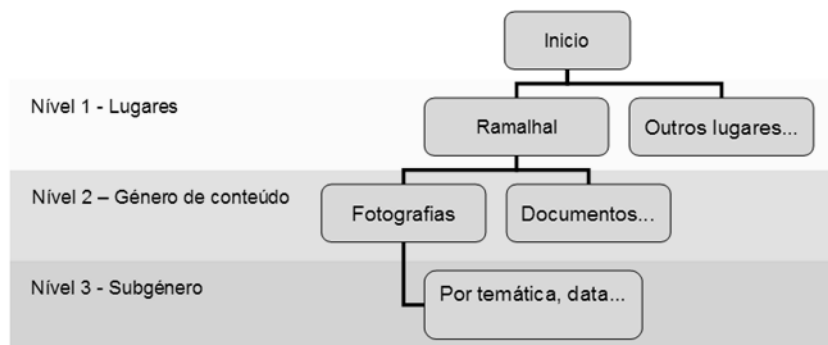 Inicio
Nível 1 - Lugares
Ramalhal
Outros lugares...
Nível 2 – Género de conteúdo
Fotografias
Documentos...
Nível 3 - Subgénero
Por temática, data...